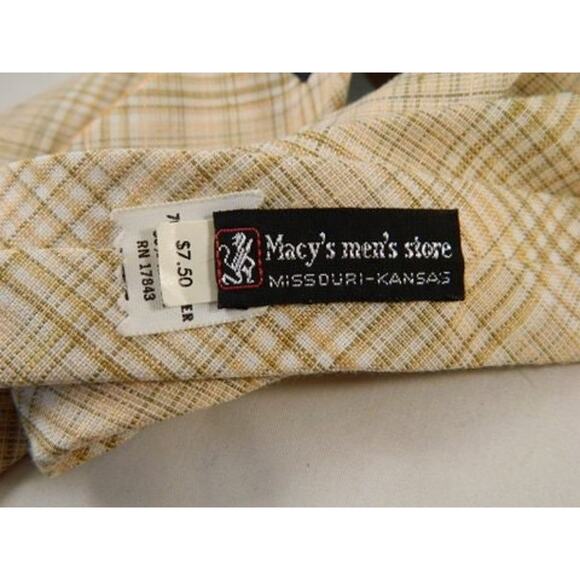 Macy's men's store
MISSOURI-KANSAS
$7.50
RN 17843